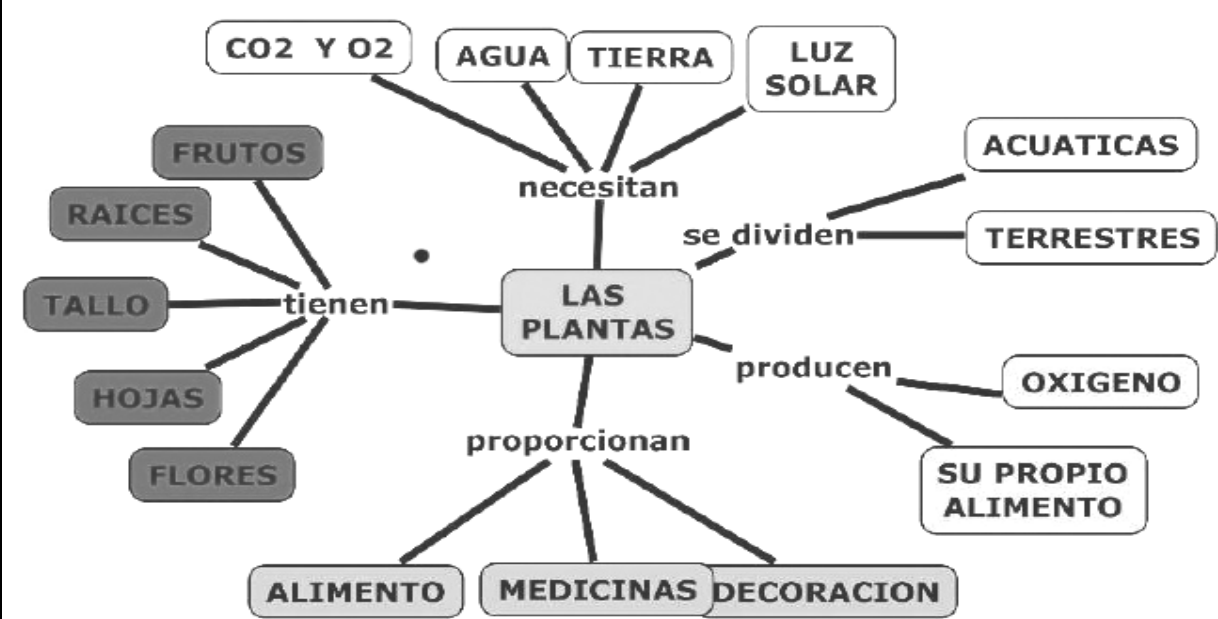 CO2 Y O2
AGUA
TIERRA
LUZ
SOLAR
necesitan
FRUTOS
RAICES
TALLO
HOJAS
FLORES
tienen
LAS
PLANTAS
se dividen
ACUATICAS
TERRESTRES
producen
OXIGENO
SU PROPIO
ALIMENTO
proporcionan
ALIMENTO
MEDICINAS
DECORACION